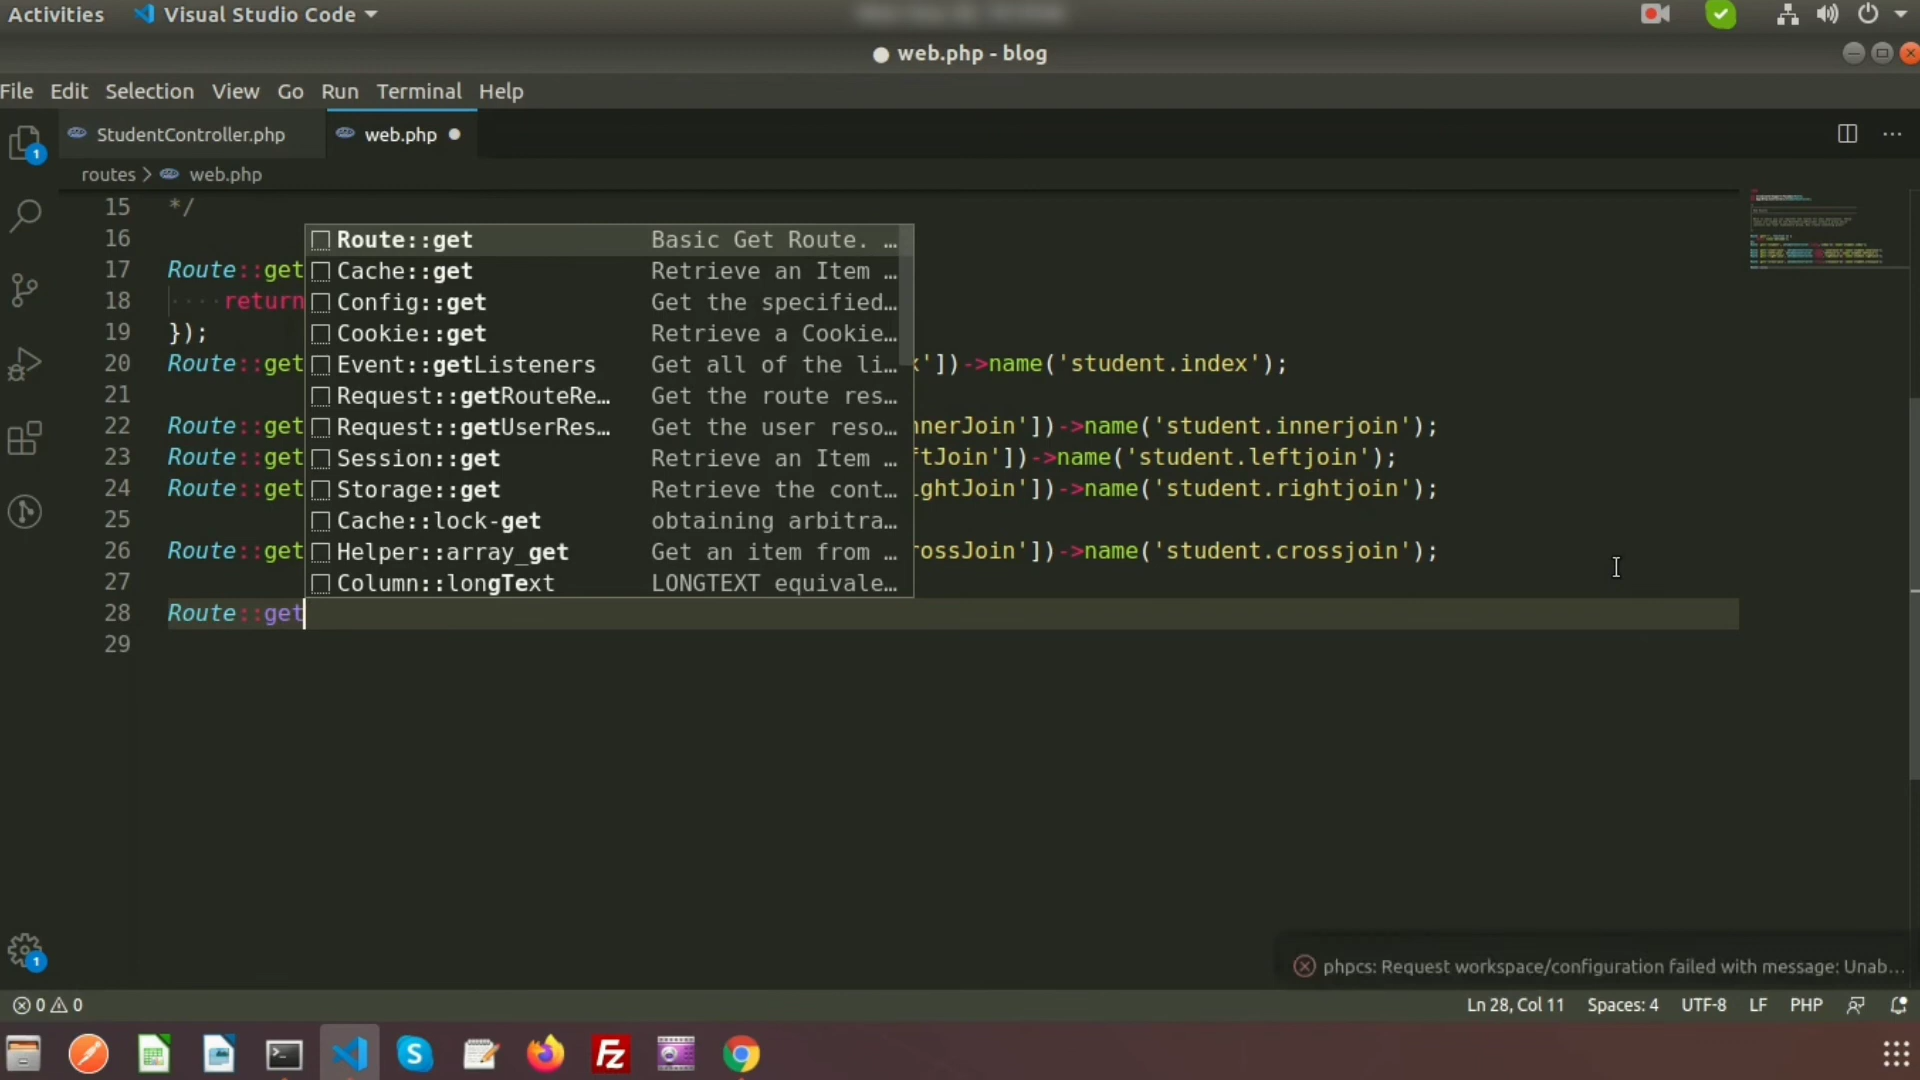 Activities Visual Studio Code
web.php - blog
File Edit Selection View Go Run Terminal Help
StudentController.php web.php
1
routes > web.php
15 */
16
17 Route::get
18 ····return
19 });
20 Route::get x'])->name('student.index');
21
22 Route::get nnerJoin'])->name('student.innerjoin');
23 Route::get ftJoin'])->name('student.leftjoin');
24 Route::get ightJoin'])->name('student.rightjoin');
25
26 Route::get rossJoin'])->name('student.crossjoin');
27
28 Route::get
29
Route::get Basic Get Route. …
Cache::get Retrieve an Item …
Config::get Get the specified…
Cookie::get Retrieve a Cookie…
Event::getListeners Get all of the li…
Request::getRouteRe… Get the route res…
Request::getUserRes… Get the user reso…
Session::get Retrieve an Item …
Storage::get Retrieve the cont…
Cache::lock-get obtaining arbitra…
Helper::array_get Get an item from …
Column::longText LONGTEXT equivale…
1
phpcs: Request workspace/configuration failed with message: Unab...
0 0 Ln 28, Col 11 Spaces: 4 UTF-8 LF PHP
S Fz